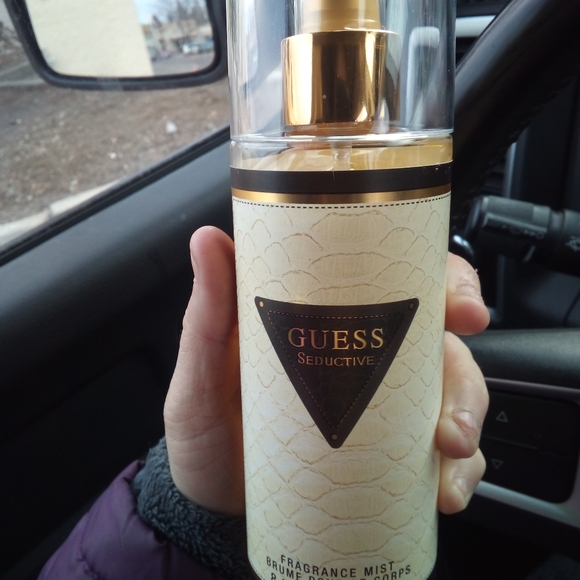 GUESS
SEDUCTIVE
FRAGRANCE MIST
BRUME CORPS